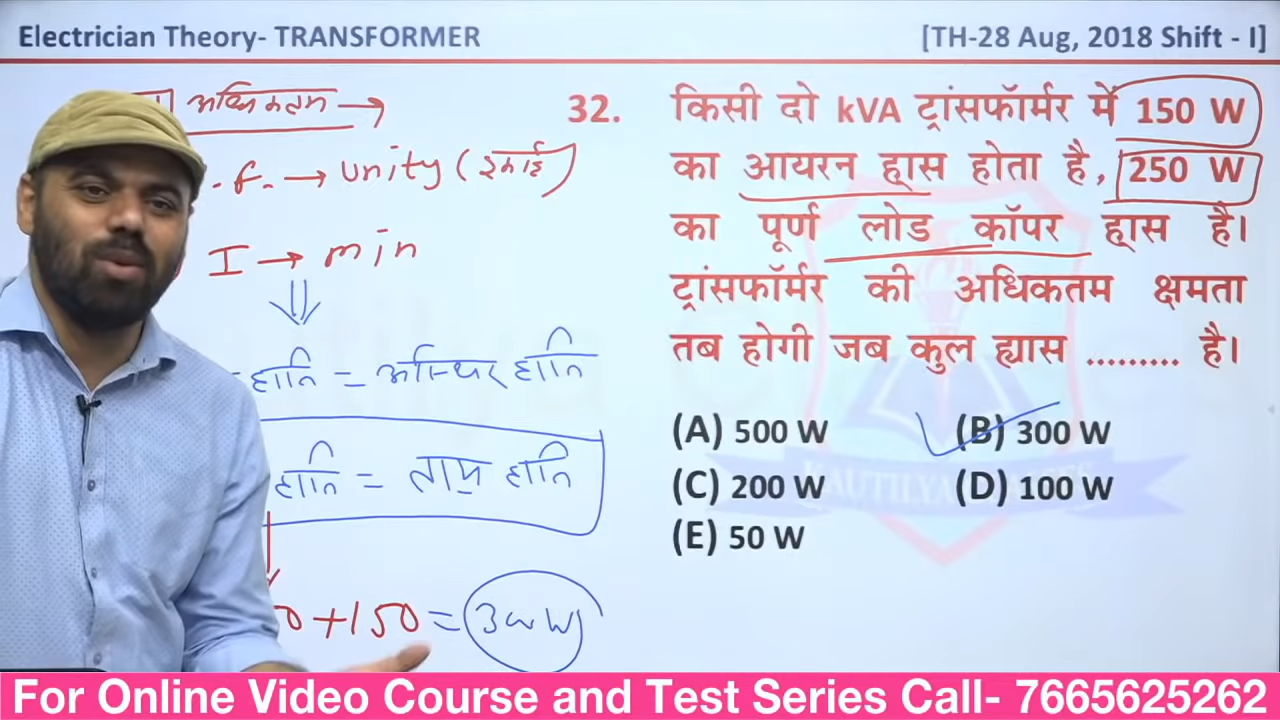 Electrician Theory- TRANSFORMER
[TH-28 Aug, 2018 Shift - I]
अधिकतम →
.f. → unity (इकाई)
I → min
हानि = अस्थिर हानि
हानि = ताम्र हानि
0 + 150 = 300 W
32. किसी दो kVA ट्रांसफॉर्मर में 150 W
का आयरन ह्रास होता है, 250 W
का पूर्ण लोड कॉपर ह्रास है।
ट्रांसफॉर्मर की अधिकतम क्षमता
तब होगी जब कुल ह्यास ......... है।
(A) 500 W (B) 300 W
(C) 200 W (D) 100 W
(E) 50 W
For Online Video Course and Test Series Call- 7665625262